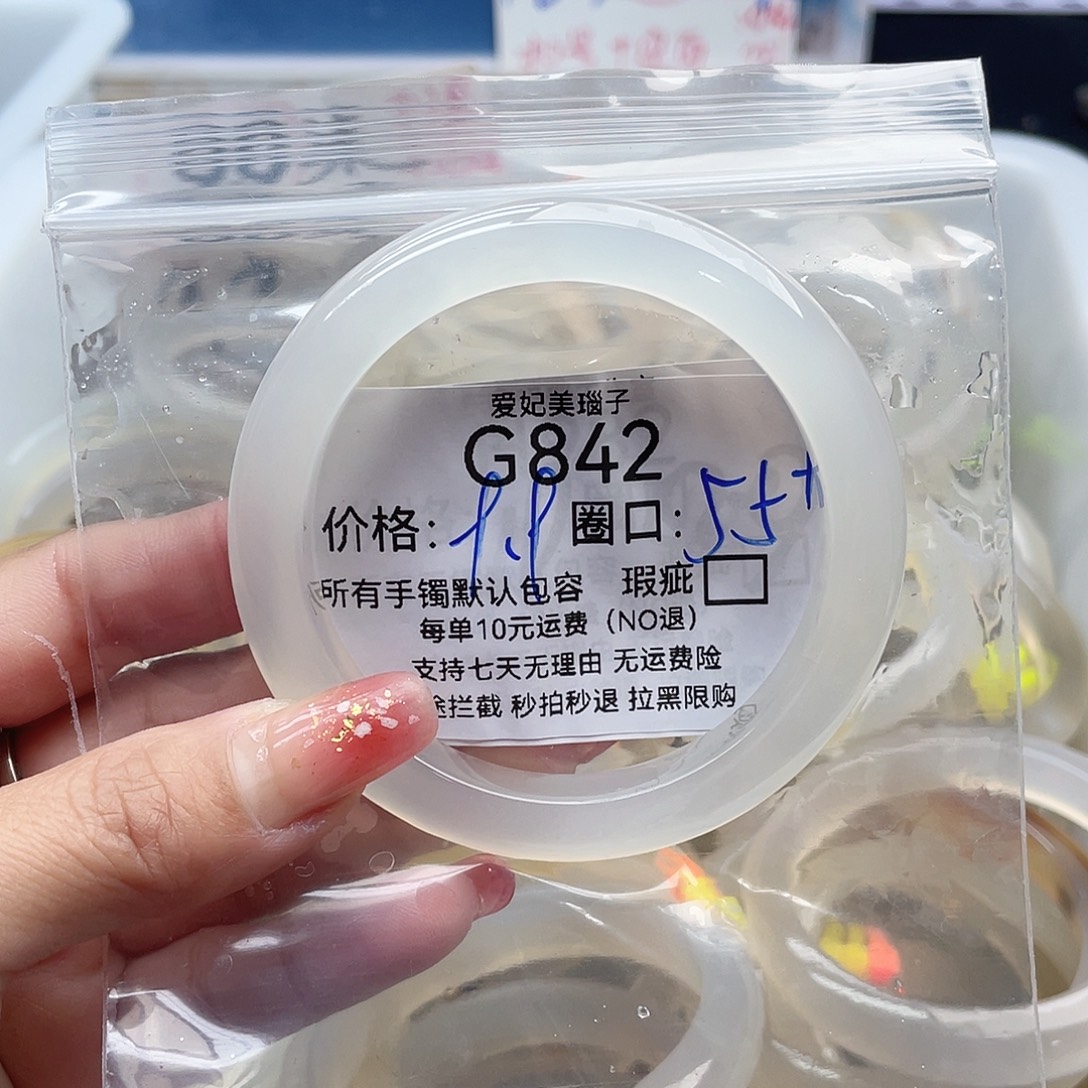 爱妃美瑙子
G842
价格: 圈口: 55+
所有手镯默认包容 瑕疵
每单10元运费（NO退）
支持七天无理由 无运费险
途拦截 秒拍秒退 拉黑限购